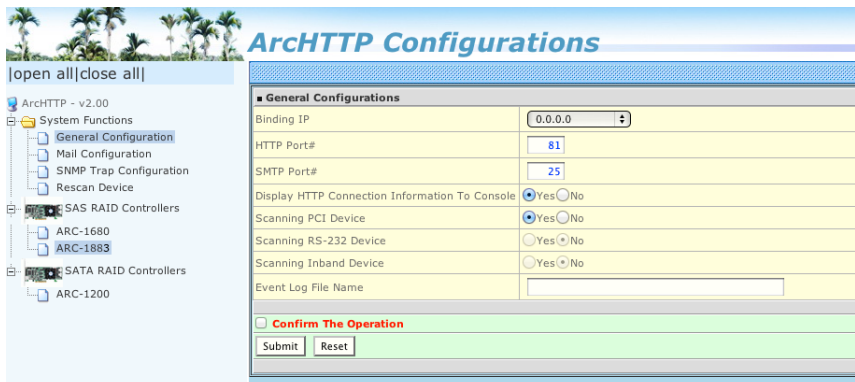 ArcHTTP Configurations
|open all|close all|
ArcHTTP - v2.00
System Functions
General Configuration
Mail Configuration
SNMP Trap Configuration
Rescan Device
SAS RAID Controllers
ARC-1680
ARC-1883
SATA RAID Controllers
ARC-1200
General Configurations
Binding IP 0.0.0.0
HTTP Port# 81
SMTP Port# 25
Display HTTP Connection Information To Console Yes No
Scanning PCI Device Yes No
Scanning RS-232 Device Yes No
Scanning Inband Device Yes No
Event Log File Name
Confirm The Operation
Submit Reset